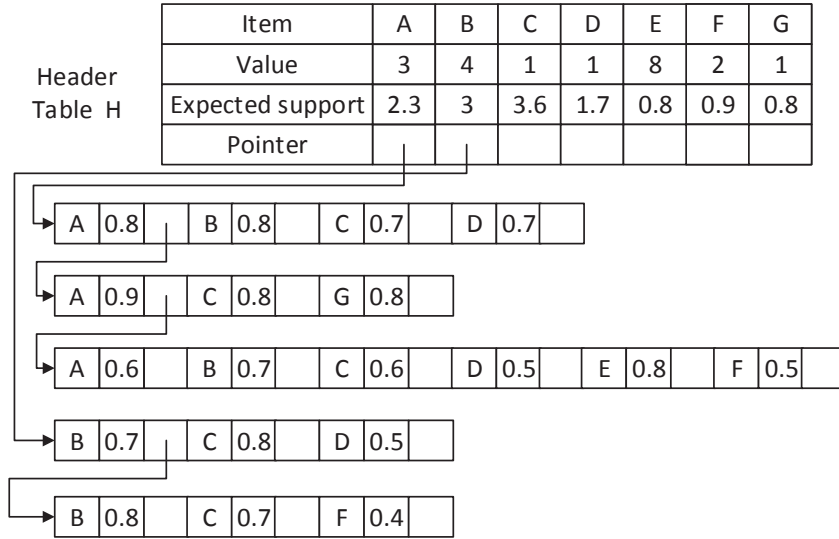 Item A B C D E F G
Header Table H
Value 3 4 1 1 8 2 1
Expected support 2.3 3 3.6 1.7 0.8 0.9 0.8
Pointer
A 0.8 B 0.8 C 0.7 D 0.7
A 0.9 C 0.8 G 0.8
A 0.6 B 0.7 C 0.6 D 0.5 E 0.8 F 0.5
B 0.7 C 0.8 D 0.5
B 0.8 C 0.7 F 0.4